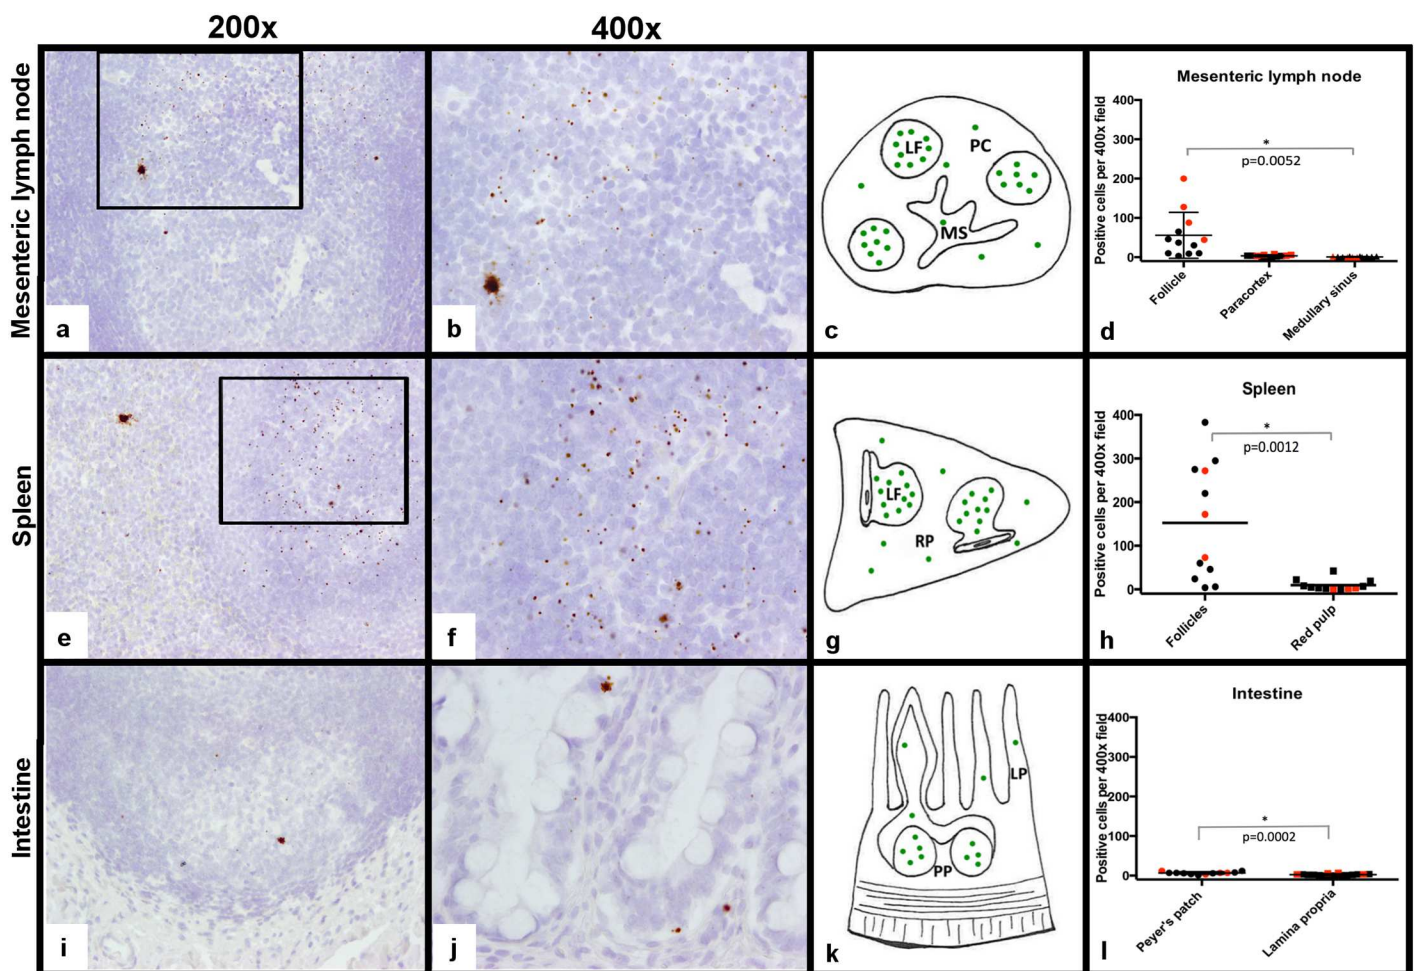 200x
400x
Mesenteric lymph node
a
b
LF
PC
MS
c
Mesenteric lymph node
Positive cells per 400x field
400
300
200
100
0
*
p=0.0052
Follicle
Paracortex
Medullary sinus
d
Spleen
e
f
LF
RP
g
Spleen
Positive cells per 400x field
400
300
200
100
0
*
p=0.0012
Follicles
Red pulp
h
Intestine
i
j
LP
PP
k
Intestine
Positive cells per 400x field
400
300
200
100
0
*
p=0.0002
Peyer's patch
Lamina propria
l